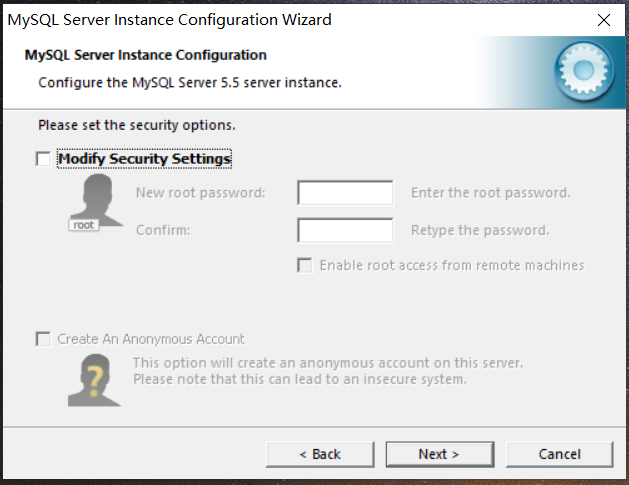 MySQL Server Instance Configuration Wizard
MySQL Server Instance Configuration
Configure the MySQL Server 5.5 server instance.
Please set the security options.
Modify Security Settings
New root password:
Enter the root password.
root
Confirm:
Retype the password.
Enable root access from remote machines
Create An Anonymous Account
This option will create an anonymous account on this server.
Please note that this can lead to an insecure system.
< Back
Next >
Cancel